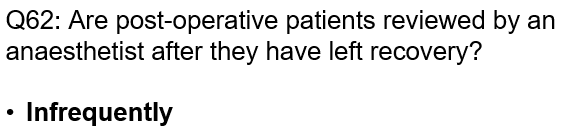 Q62: Are post-operative patients reviewed by an
anaesthetist after they have left recovery?
• Infrequently